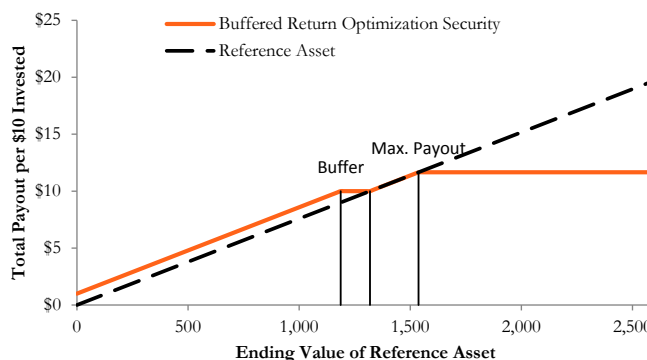 $25
Buffered Return Optimization Security
Reference Asset
$20
$15
Max. Payout
Buffer
$10
$5
$0
Total Payout per $10 Invested
0 500 1,000 1,500 2,000 2,50
Ending Value of Reference Asset